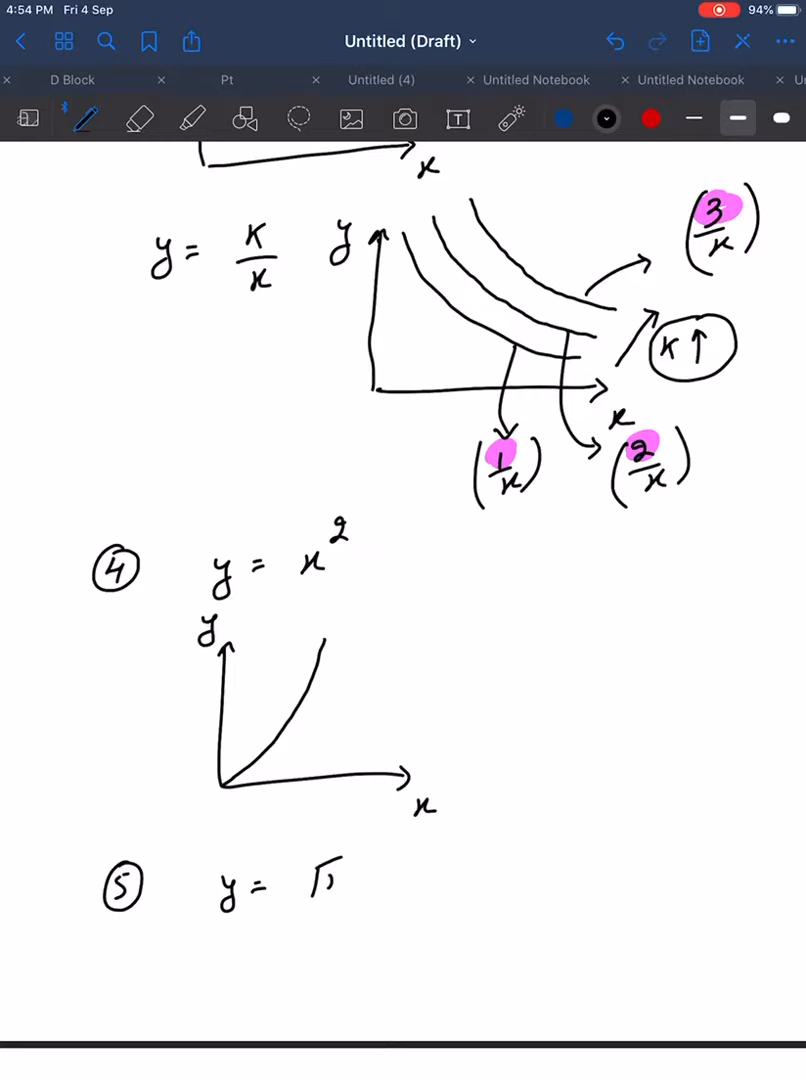 4:54 PM Fri 4 Sep 94%
Untitled (Draft)
D Block Pt Untitled (4) Untitled Notebook Untitled Notebook
T
x
y = K/x
y
(3/x)
K ↑
x
(1/x) (2/x)
④ y = x²
y
x
⑤ y = √